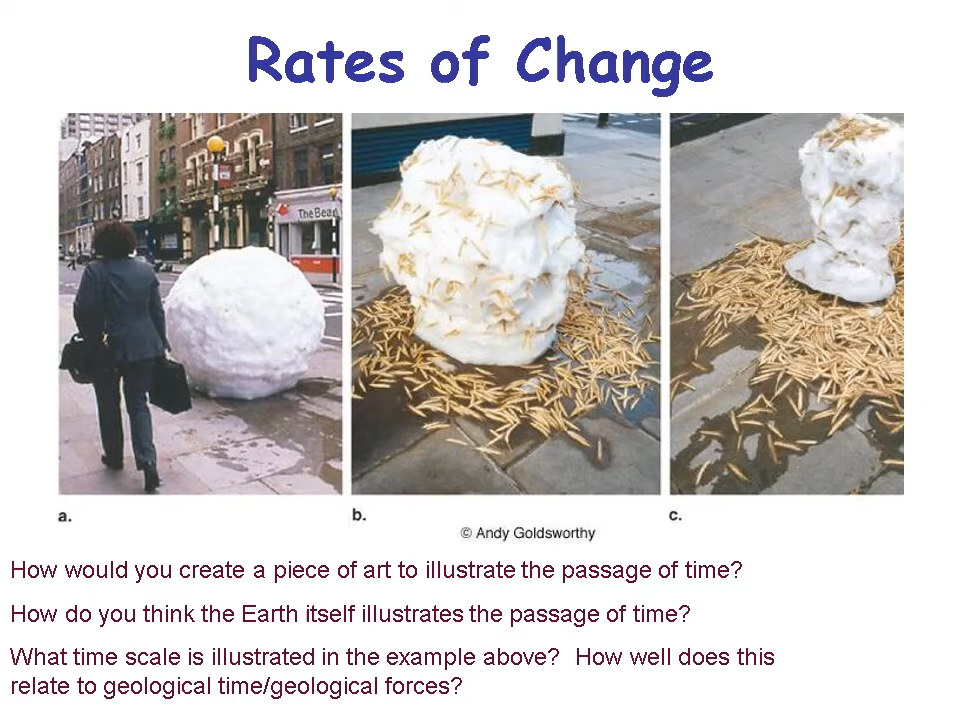 Rates of Change
The Bear
a.
b.
c.
© Andy Goldsworthy
How would you create a piece of art to illustrate the passage of time?
How do you think the Earth itself illustrates the passage of time?
What time scale is illustrated in the example above?  How well does this
relate to geological time/geological forces?